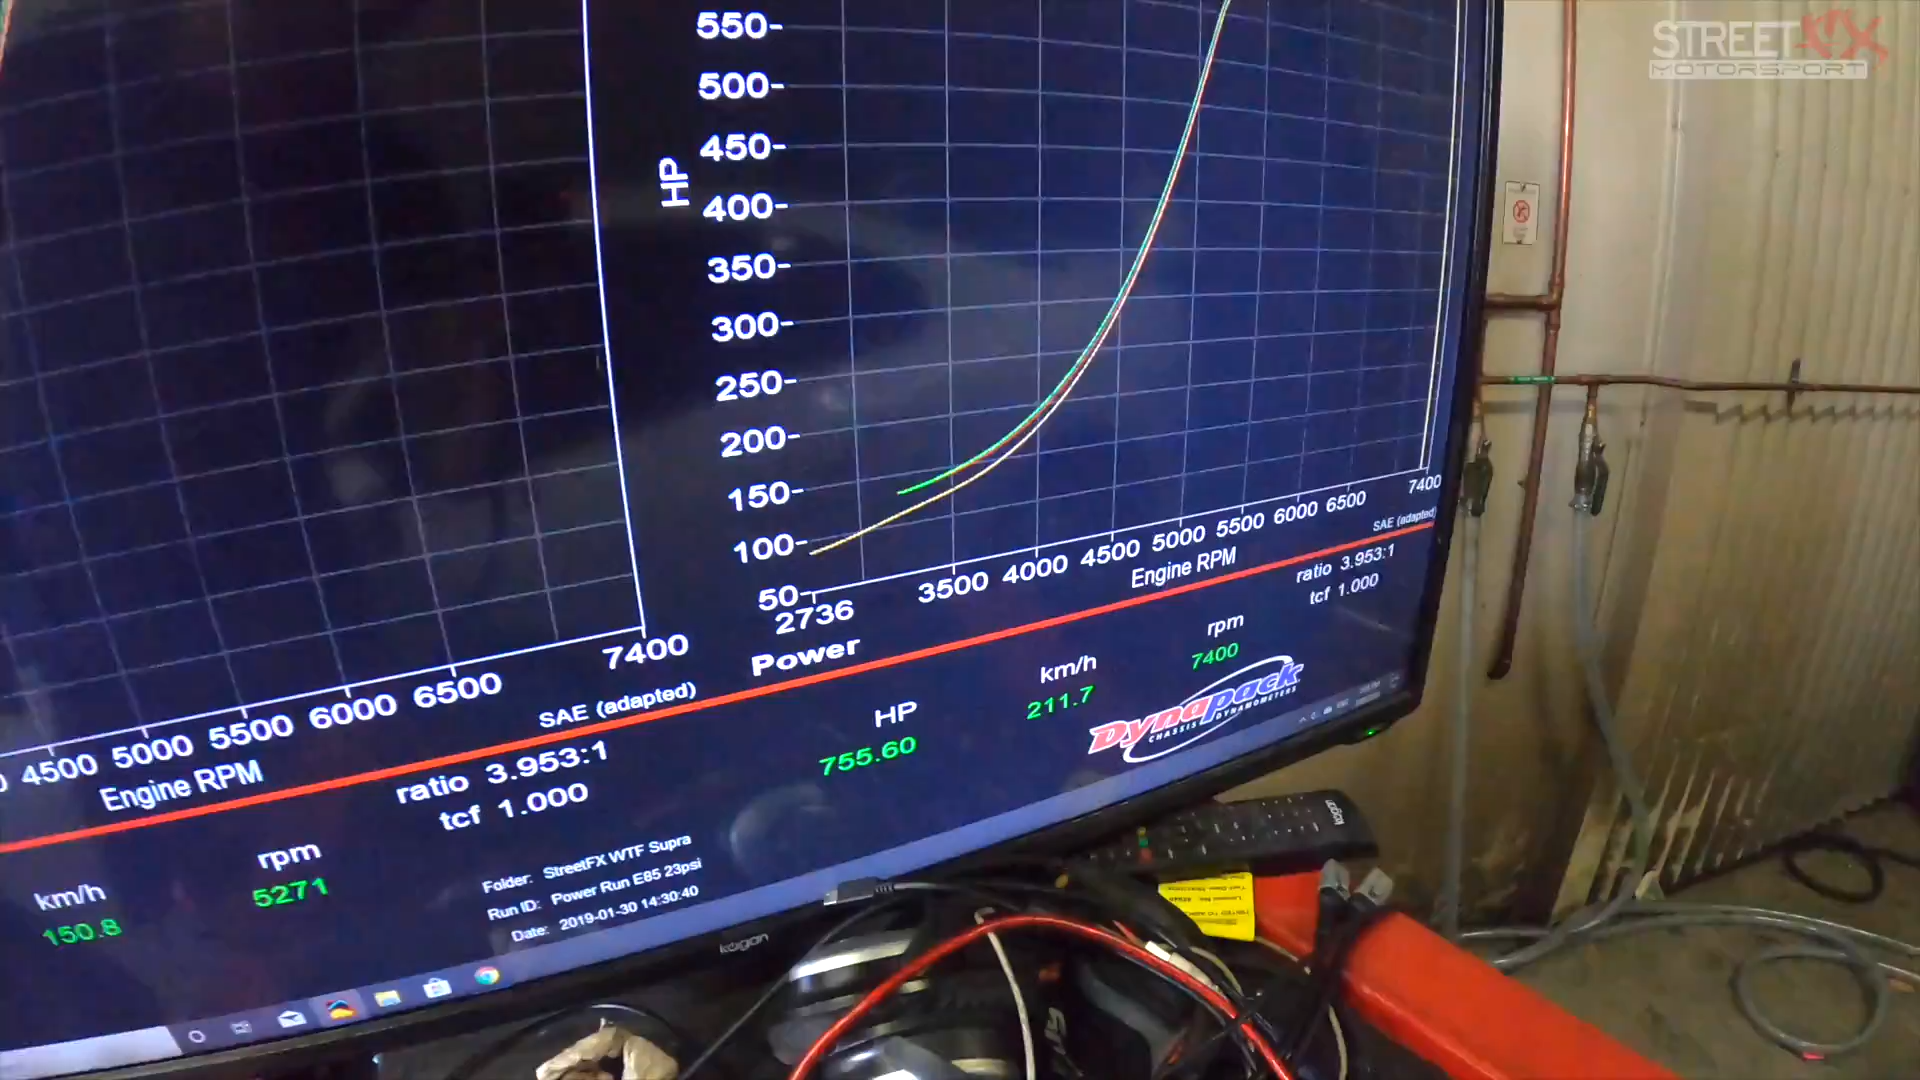 STREET FX
MOTORSPORT
550-
500-
450-
400-
350-
300-
250-
200-
150-
100-
50-
HP
2736 3500 4000 4500 5000 5500 6000 6500 7400
Engine RPM
SAE (adapted)
Power
ratio 3.953:1
tcf 1.000
HP
755.60
km/h
211.7
rpm
7400
Dynapack
CHASSIS DYNAMOMETERS
4500 5000 5500 6000 6500 7400
Engine RPM
SAE (adapted)
ratio 3.953:1
tcf 1.000
km/h
150.8
rpm
5271
Folder: StreetFX WTF Supra
Run ID: Power Run E85 23psi
Date: 2019-01-30 14:30:40
kogan
kogan